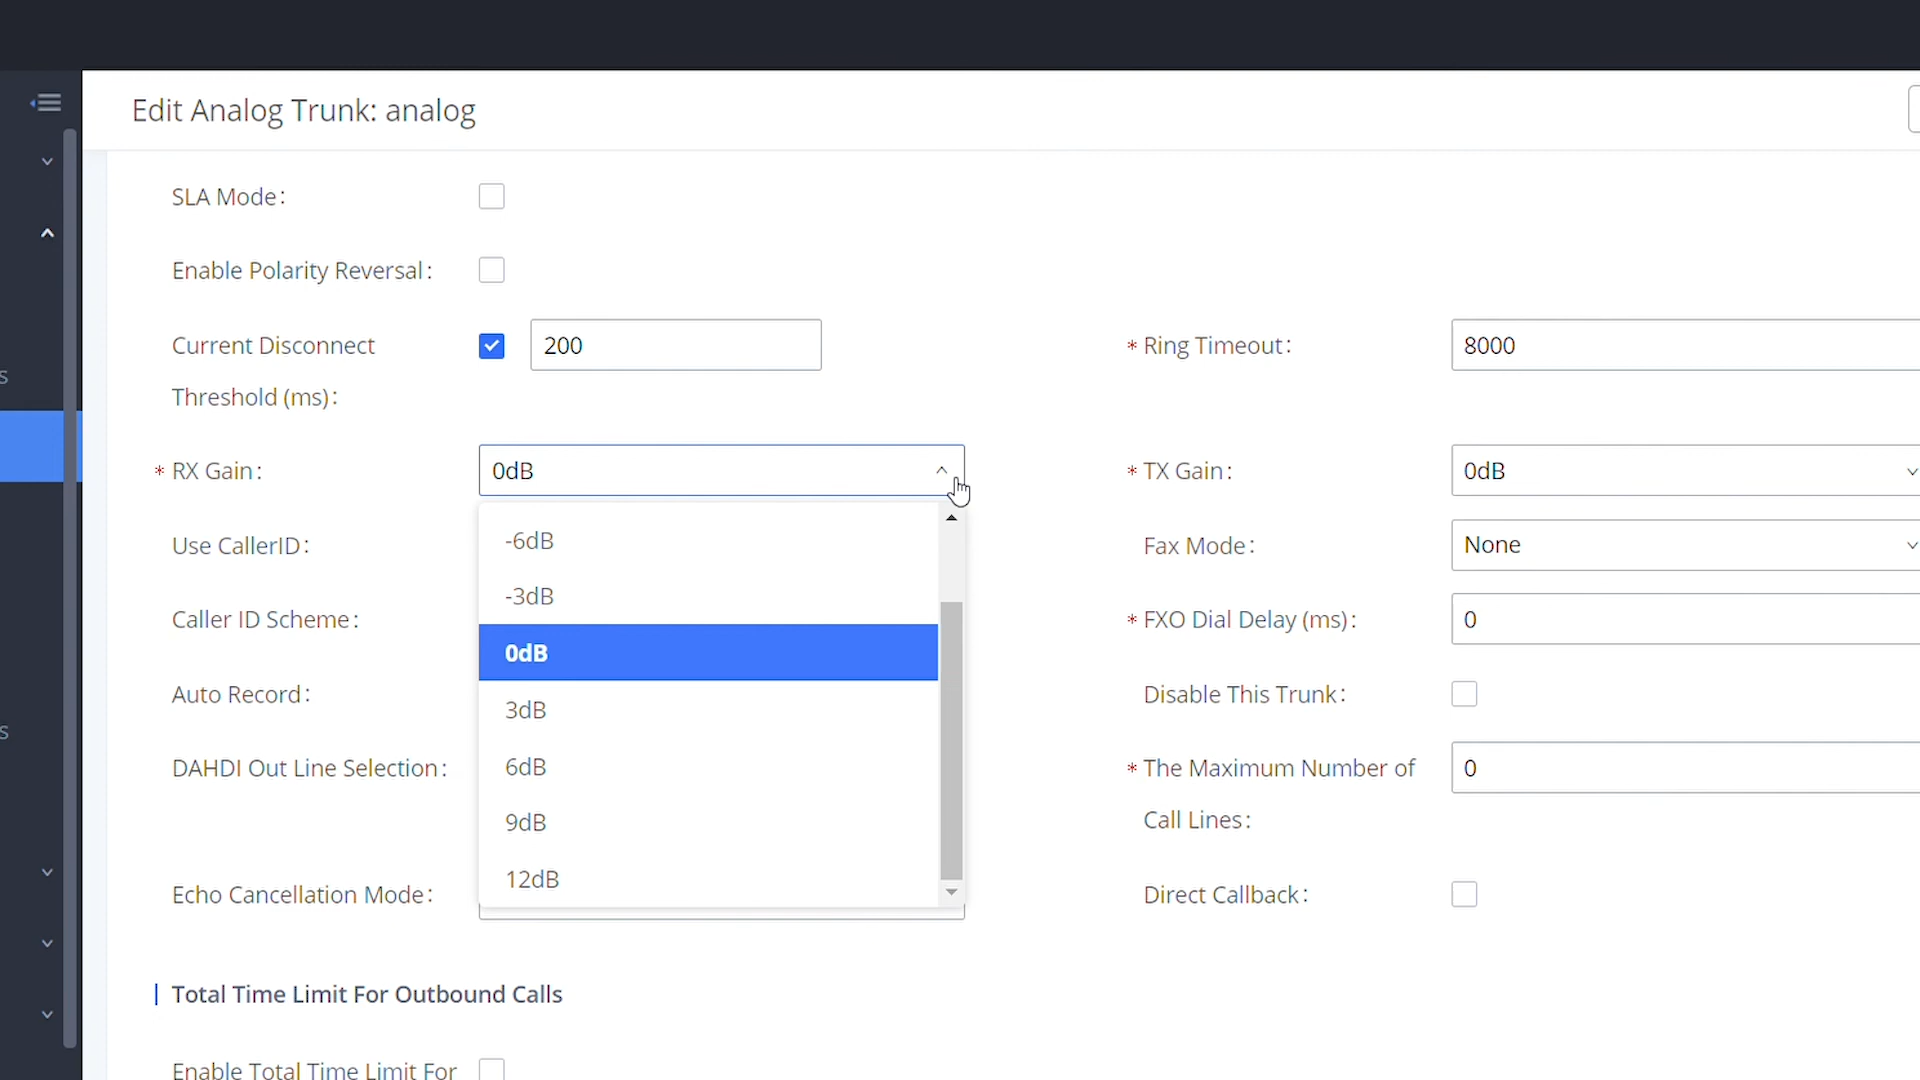 Edit Analog Trunk: analog
SLA Mode:
Enable Polarity Reversal:
Current Disconnect
Threshold (ms):
200
* Ring Timeout:
8000
* RX Gain:
0dB
* TX Gain:
0dB
-6dB
-3dB
0dB
3dB
6dB
9dB
12dB
Use CallerID:
Fax Mode:
None
Caller ID Scheme:
* FXO Dial Delay (ms):
0
Auto Record:
Disable This Trunk:
DAHDI Out Line Selection:
* The Maximum Number of
Call Lines:
0
Echo Cancellation Mode:
Direct Callback:
Total Time Limit For Outbound Calls
Enable Total Time Limit For
s
s